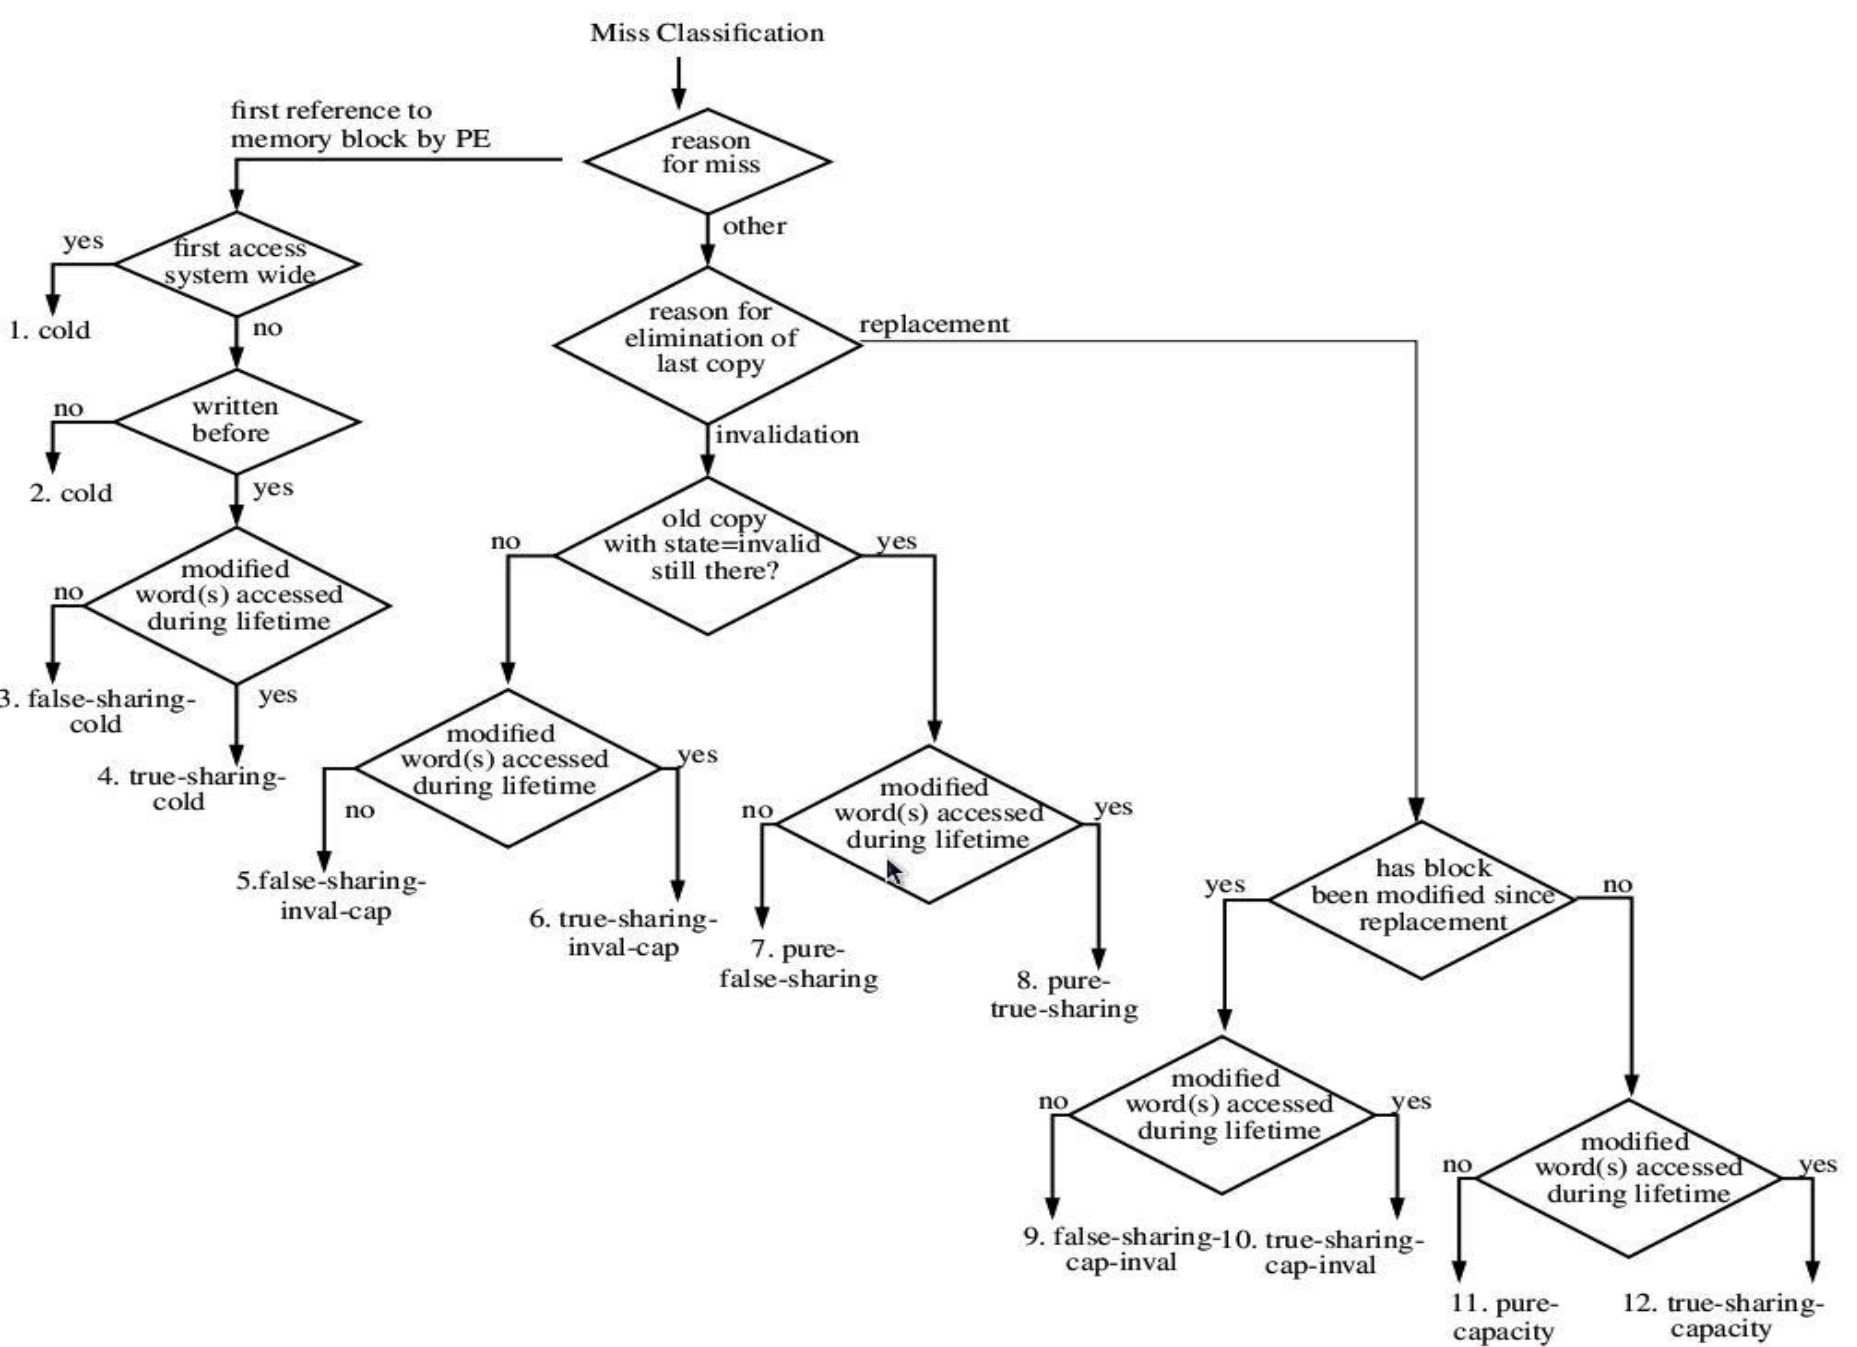 Miss Classification
first reference to
memory block by PE
reason
for miss
other
yes
first access
system wide
1. cold
no
reason for
elimination of
last copy
replacement
no
written
before
invalidation
2. cold
yes
old copy
with state=invalid
still there?
no
yes
modified
word(s) accessed
during lifetime
no
3. false-sharing-
cold
yes
4. true-sharing-
cold
modified
word(s) accessed
during lifetime
no
yes
5.false-sharing-
inval-cap
6. true-sharing-
inval-cap
modified
word(s) accessed
during lifetime
no
yes
7. pure-
false-sharing
8. pure-
true-sharing
has block
been modified since
replacement
yes
no
modified
word(s) accessed
during lifetime
no
yes
9. false-sharing-
cap-inval
10. true-sharing-
cap-inval
modified
word(s) accessed
during lifetime
no
yes
11. pure-
capacity
12. true-sharing-
capacity